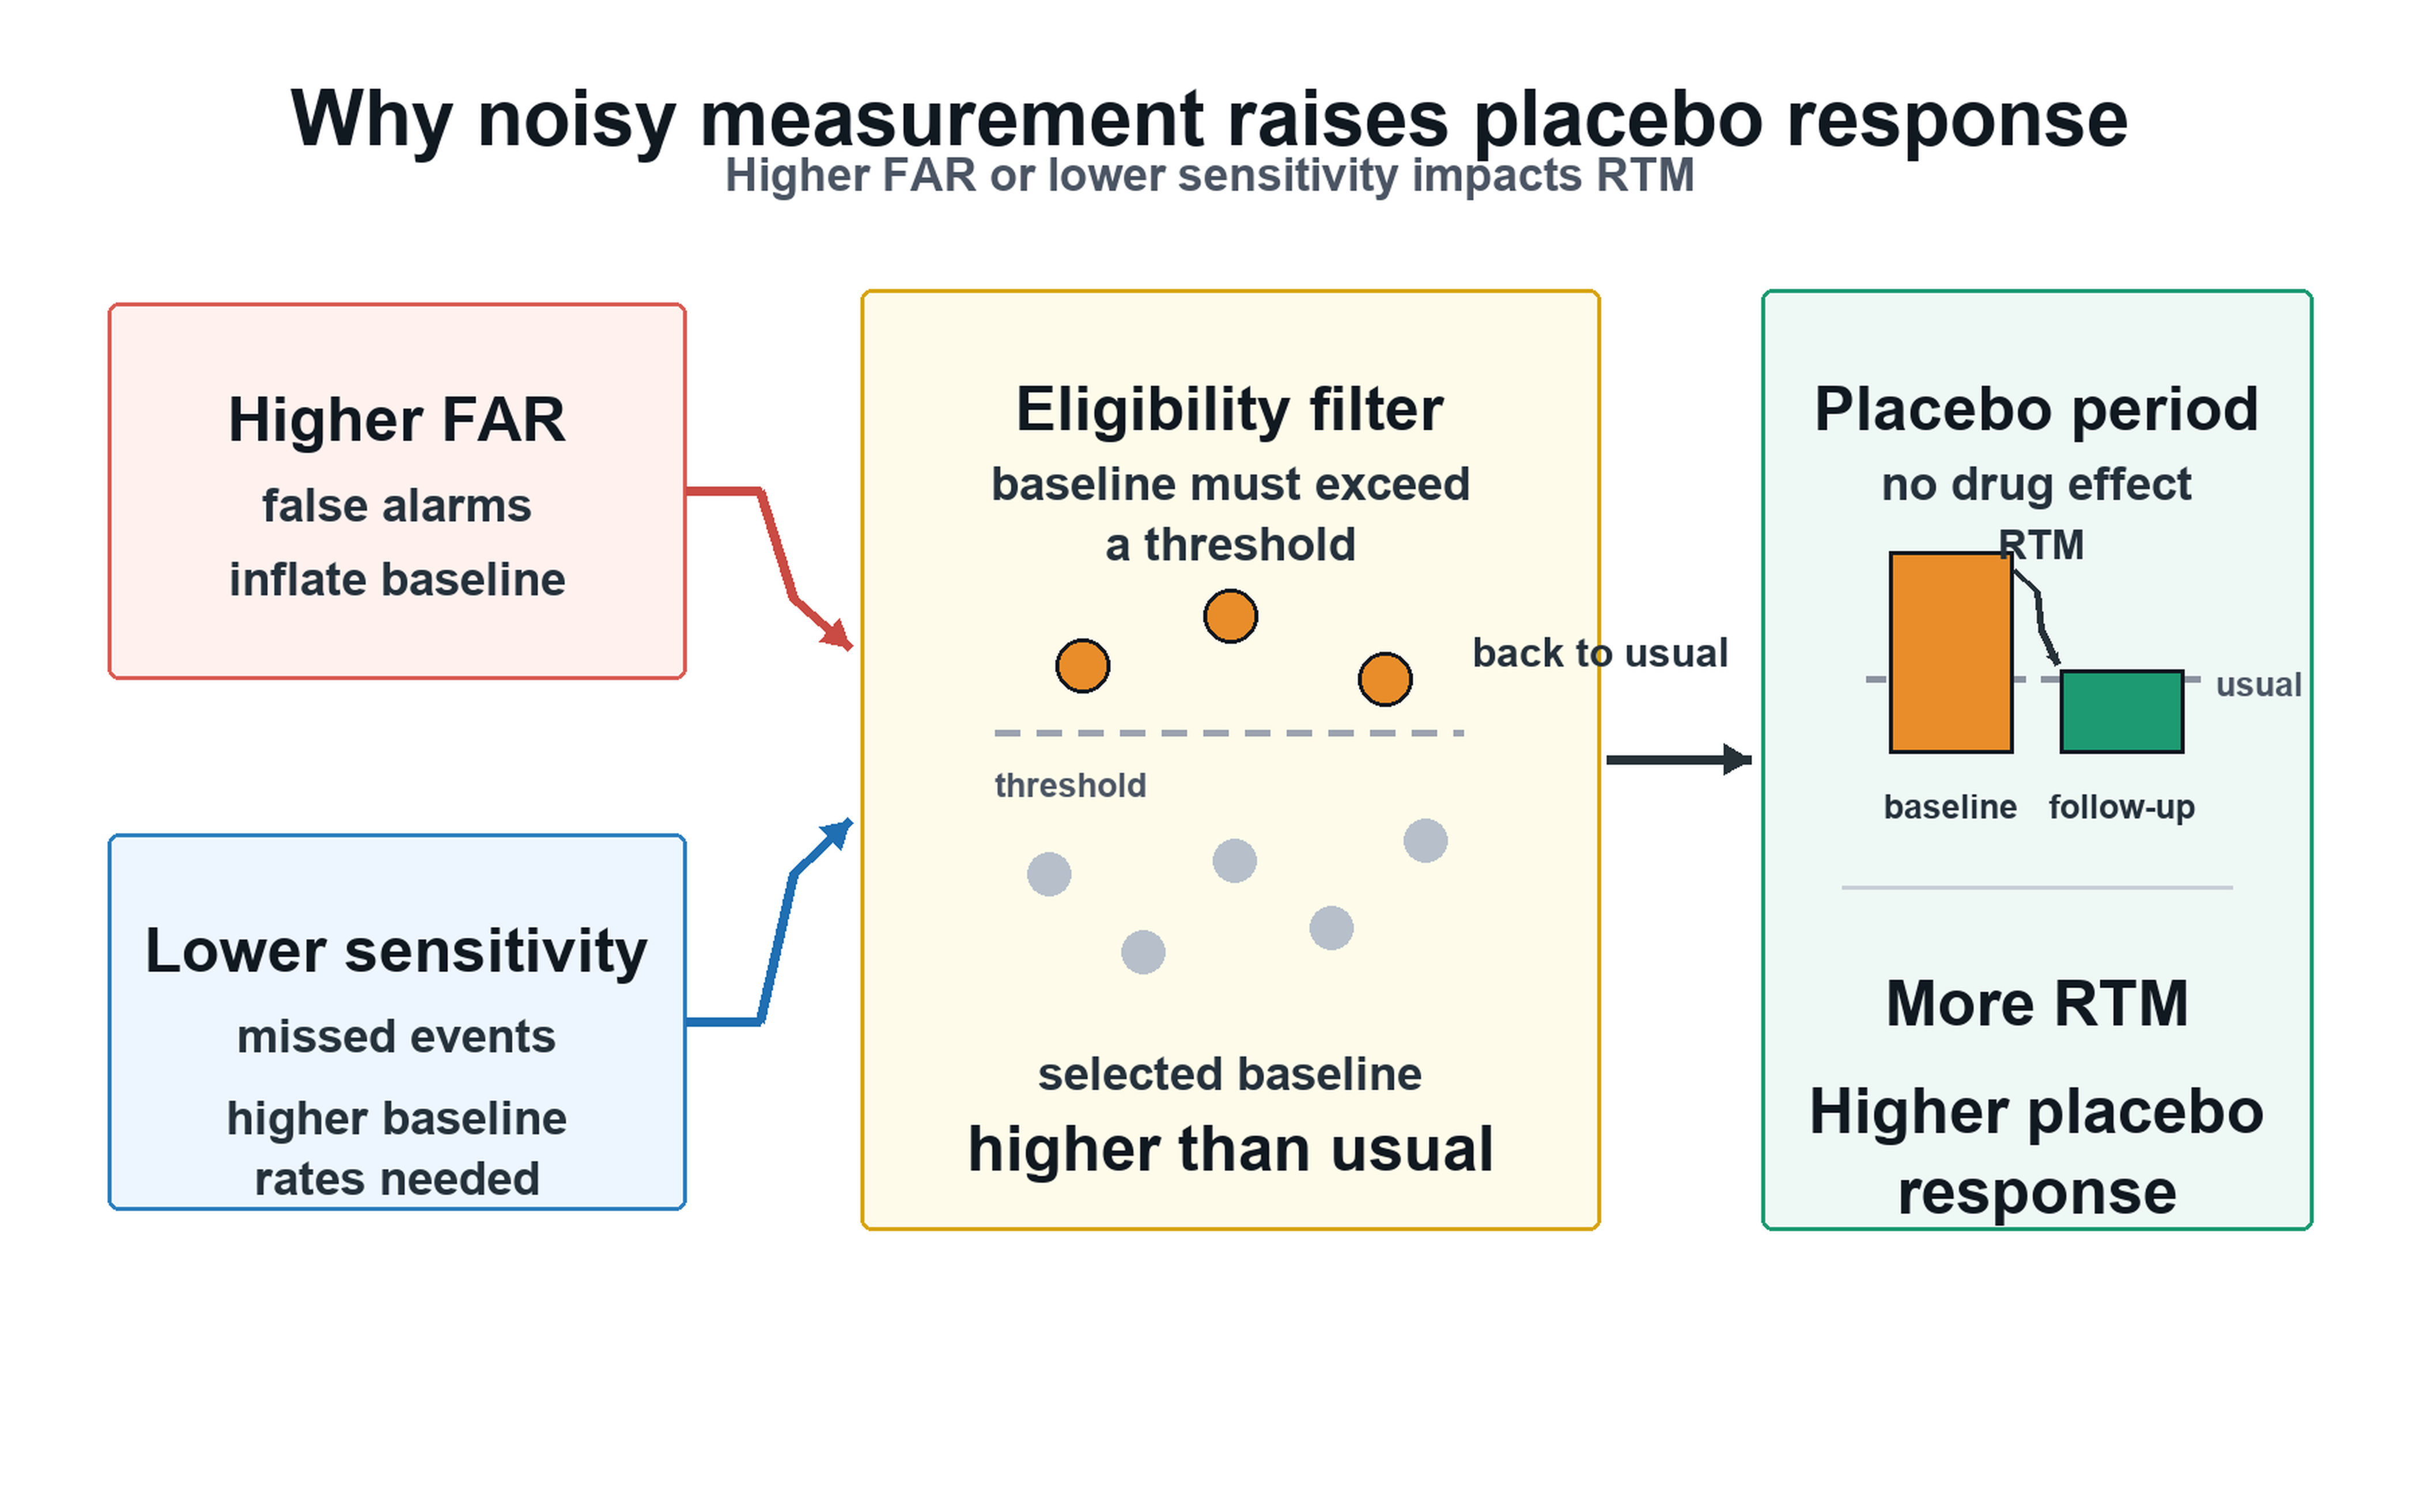 Why noisy measurement raises placebo response
Higher FAR or lower sensitivity impacts RTM
Higher FAR
false alarms
inflate baseline
Lower sensitivity
missed events
higher baseline
rates needed
Eligibility filter
baseline must exceed
a threshold
threshold
selected baseline
higher than usual
back to usual
Placebo period
no drug effect
RTM
usual
baseline follow-up
More RTM
Higher placebo
response